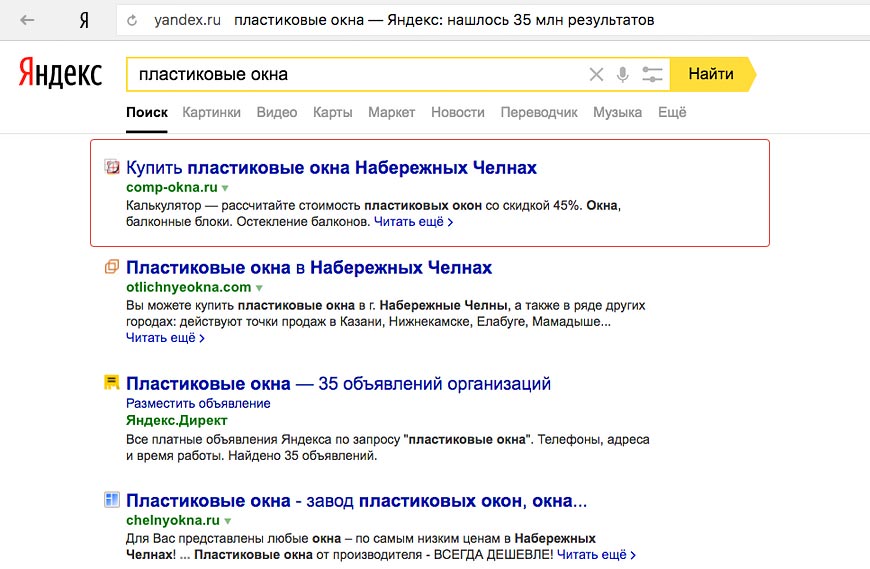 Я yandex.ru пластиковые окна — Яндекс: нашлось 35 млн результатов
Яндекс пластиковые окна Найти
Поиск Картинки Видео Карты Маркет Новости Переводчик Музыка Ещё
Купить пластиковые окна Набережных Челнах
comp-okna.ru
Калькулятор — рассчитайте стоимость пластиковых окон со скидкой 45%. Окна,
балконные блоки. Остекление балконов. Читать ещё >
Пластиковые окна в Набережных Челнах
otlichnyeokna.com
Вы можете купить пластиковые окна в г. Набережные Челны, а также в ряде других
городах: действуют точки продаж в Казани, Нижнекамске, Елабуге, Мамадыше...
Читать ещё >
Пластиковые окна — 35 объявлений организаций
Разместить объявление
Яндекс.Директ
Все платные объявления Яндекса по запросу "пластиковые окна". Телефоны, адреса
и время работы. Найдено 35 объявлений.
Пластиковые окна - завод пластиковых окон, окна...
chelnyokna.ru
Для Вас представлены любые окна – по самым низким ценам в Набережных
Челнах! ... Пластиковые окна от производителя - ВСЕГДА ДЕШЕВЛЕ! Читать ещё >